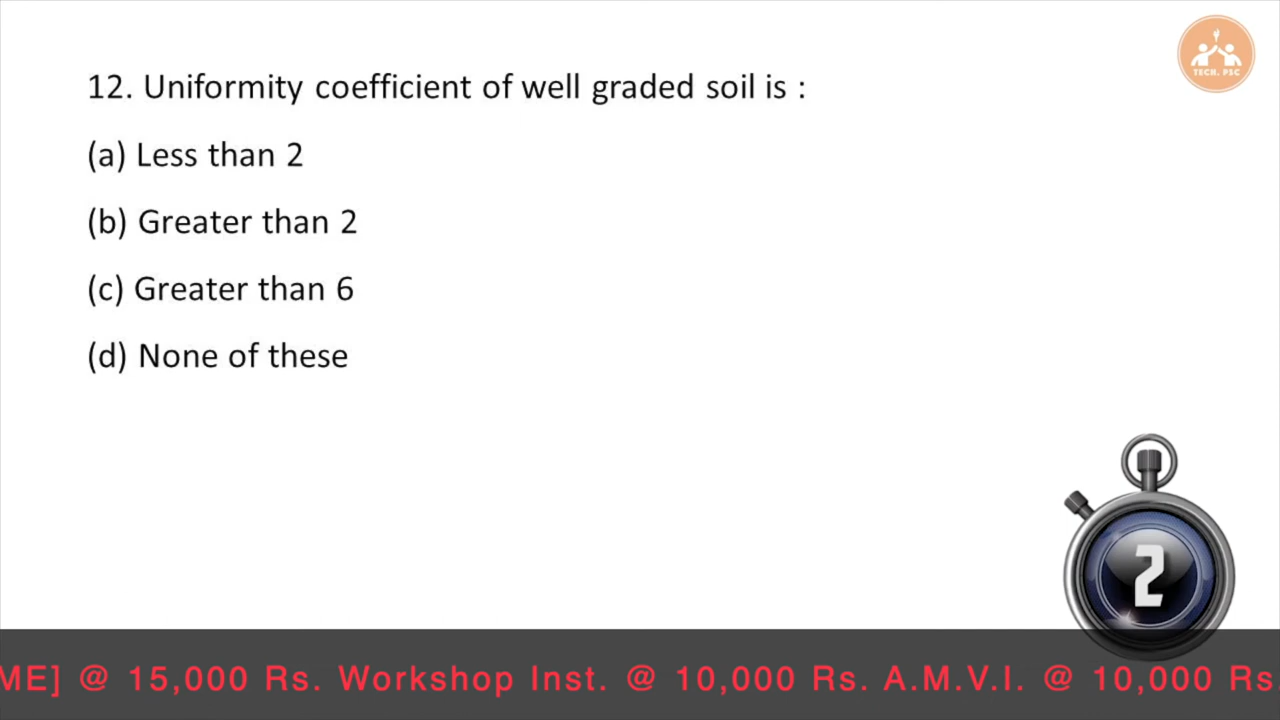 TECH. PSC
12. Uniformity coefficient of well graded soil is :
(a) Less than 2
(b) Greater than 2
(c) Greater than 6
(d) None of these
2
ME] @ 15,000 Rs. Workshop Inst. @ 10,000 Rs. A.M.V.I. @ 10,000 Rs